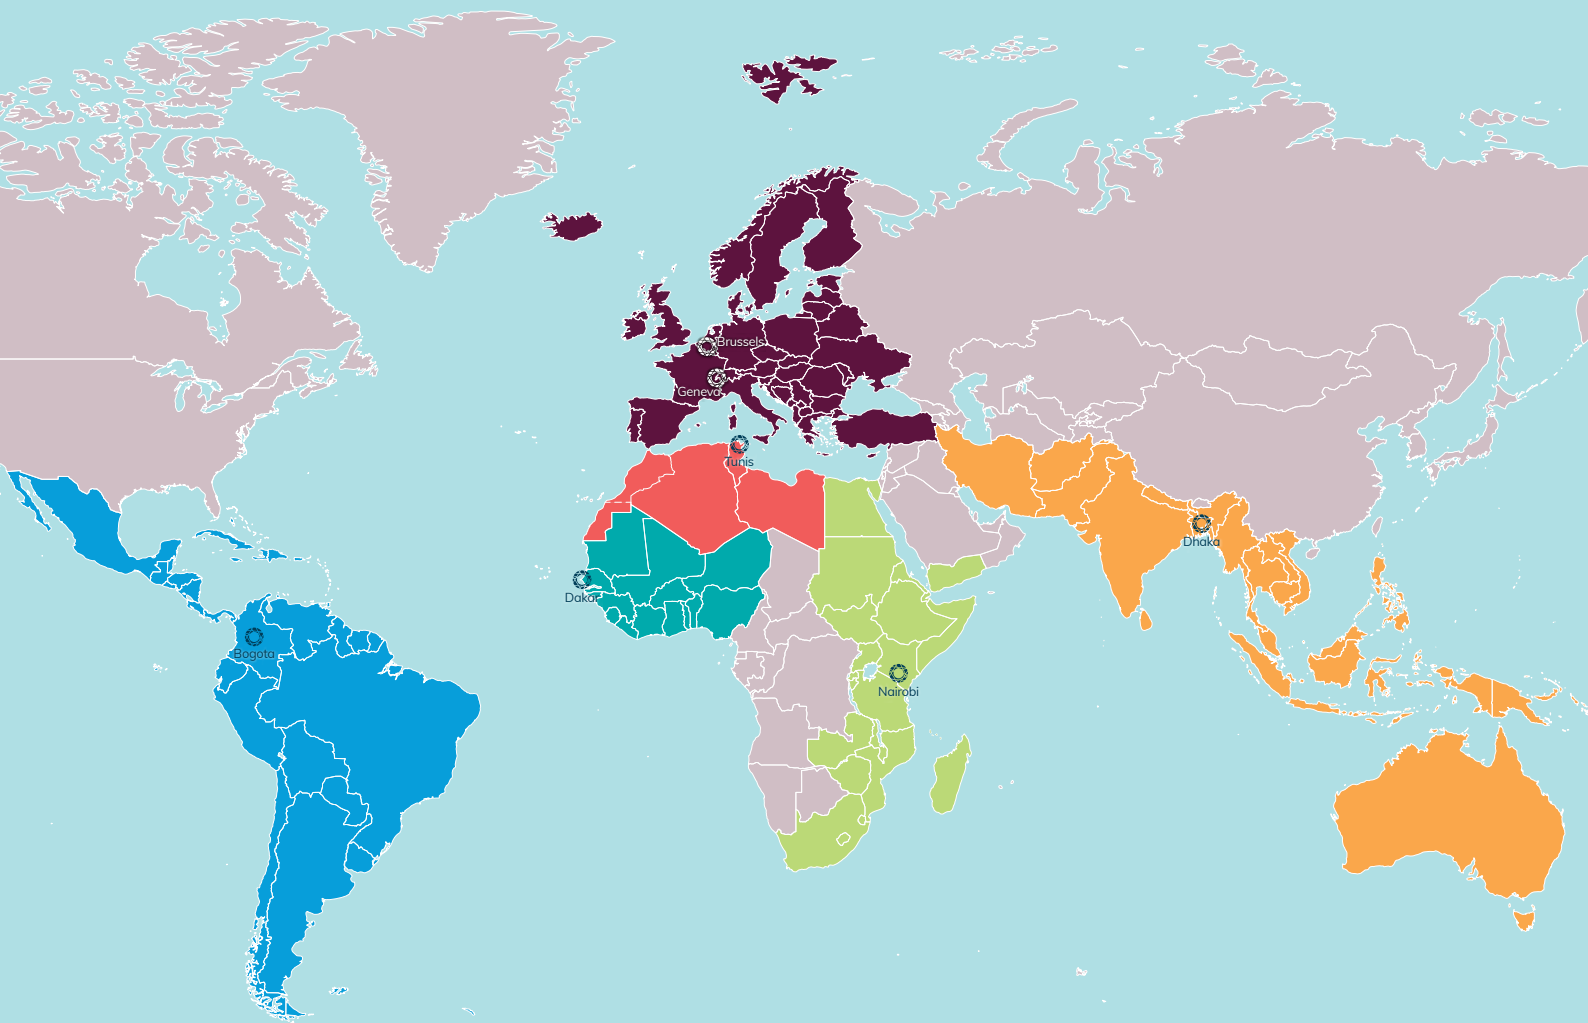 Brussels
Geneva
Tunis
Dhaka
Dakar
Bogota
Nairobi